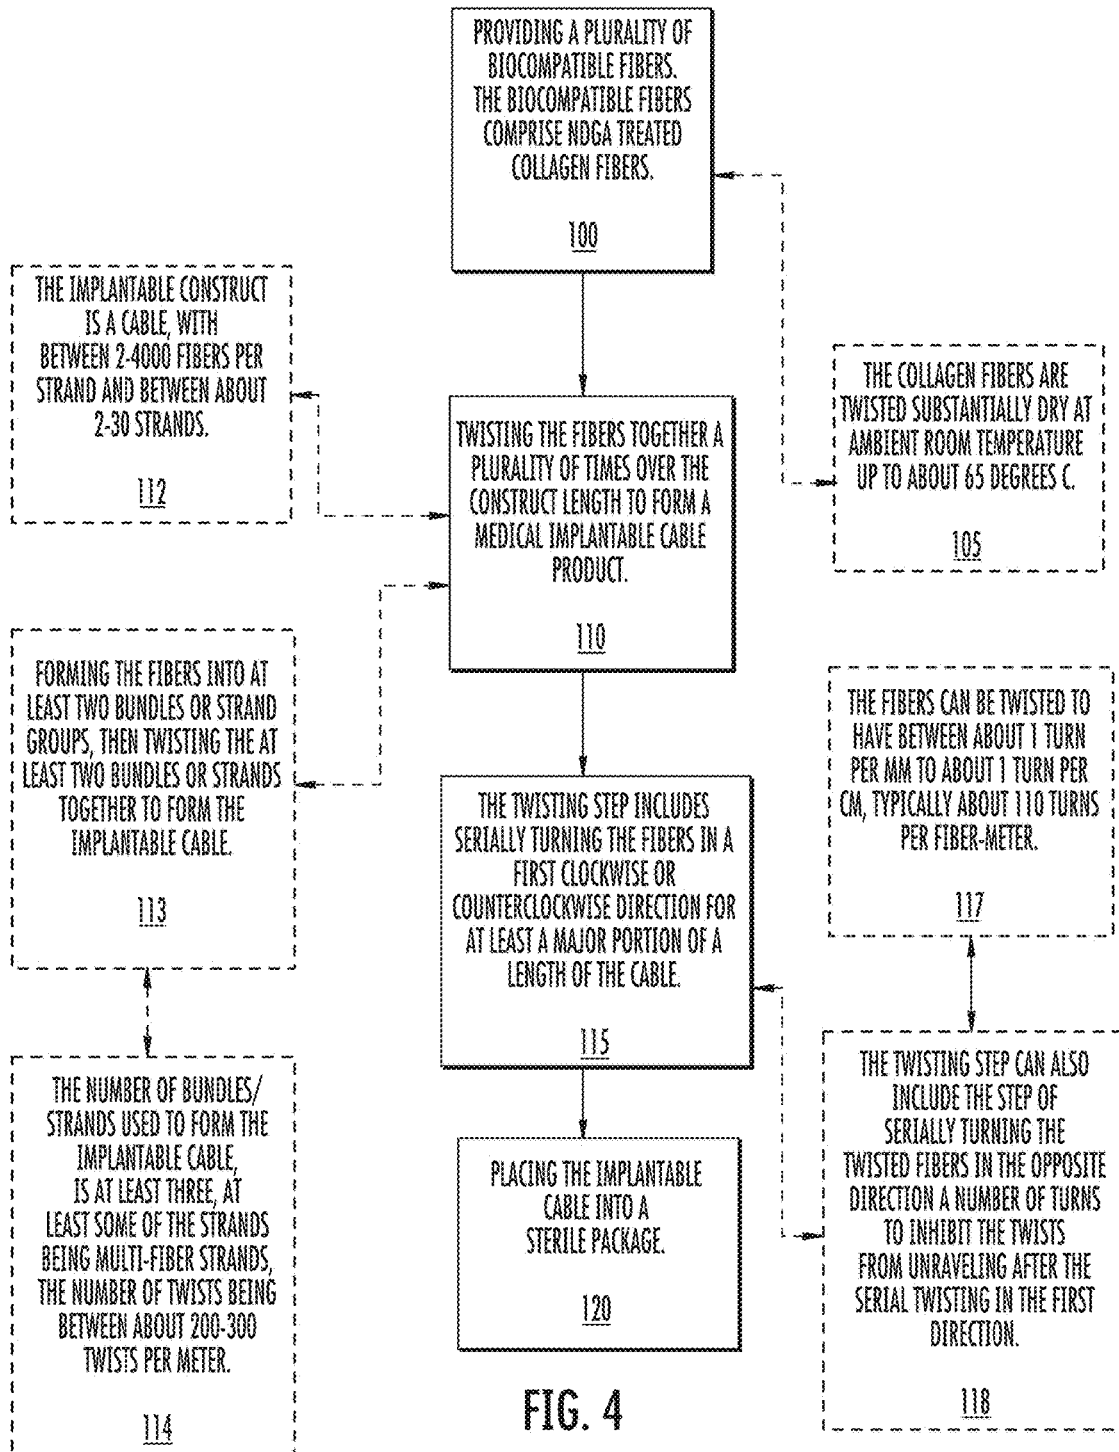 PROVIDING A PLURALITY OF
BIOCOMPATIBLE FIBERS.
THE BIOCOMPATIBLE FIBERS
COMPRISE NDGA TREATED
COLLAGEN FIBERS.
100
THE IMPLANTABLE CONSTRUCT
IS A CABLE, WITH
BETWEEN 2-4000 FIBERS PER
STRAND AND BETWEEN ABOUT
2-30 STRANDS.
112
THE COLLAGEN FIBERS ARE
TWISTED SUBSTANTIALLY DRY AT
AMBIENT ROOM TEMPERATURE
UP TO ABOUT 65 DEGREES C.
105
TWISTING THE FIBERS TOGETHER A
PLURALITY OF TIMES OVER THE
CONSTRUCT LENGTH TO FORM A
MEDICAL IMPLANTABLE CABLE
PRODUCT.
110
FORMING THE FIBERS INTO AT
LEAST TWO BUNDLES OR STRAND
GROUPS, THEN TWISTING THE AT
LEAST TWO BUNDLES OR STRANDS
TOGETHER TO FORM THE
IMPLANTABLE CABLE.
113
THE FIBERS CAN BE TWISTED TO
HAVE BETWEEN ABOUT 1 TURN
PER MM TO ABOUT 1 TURN PER
CM, TYPICALLY ABOUT 110 TURNS
PER FIBER-METER.
117
THE TWISTING STEP INCLUDES
SERIALLY TURNING THE FIBERS IN A
FIRST CLOCKWISE OR
COUNTERCLOCKWISE DIRECTION FOR
AT LEAST A MAJOR PORTION OF A
LENGTH OF THE CABLE.
115
THE NUMBER OF BUNDLES/
STRANDS USED TO FORM THE
IMPLANTABLE CABLE,
IS AT LEAST THREE, AT
LEAST SOME OF THE STRANDS
BEING MULTI-FIBER STRANDS,
THE NUMBER OF TWISTS BEING
BETWEEN ABOUT 200-300
TWISTS PER METER.
114
THE TWISTING STEP CAN ALSO
INCLUDE THE STEP OF
SERIALLY TURNING THE
TWISTED FIBERS IN THE OPPOSITE
DIRECTION A NUMBER OF TURNS
TO INHIBIT THE TWISTS
FROM UNRAVELING AFTER THE
SERIAL TWISTING IN THE FIRST
DIRECTION.
118
PLACING THE IMPLANTABLE
CABLE INTO A
STERILE PACKAGE.
120
FIG. 4